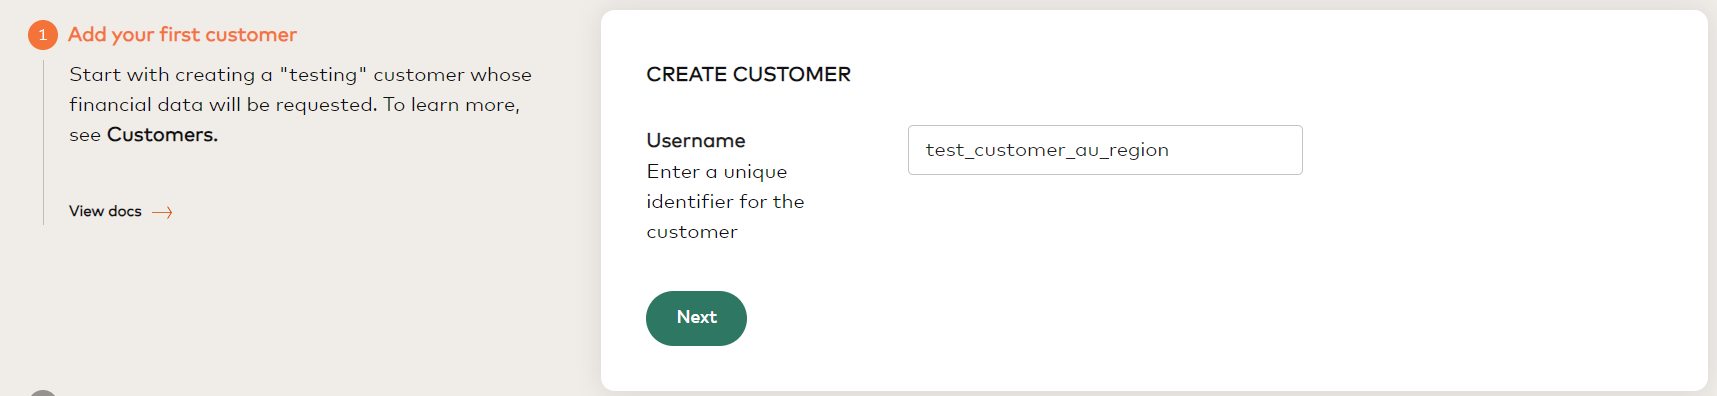 1 Add your first customer
Start with creating a "testing" customer whose
financial data will be requested. To learn more,
see Customers.
View docs
CREATE CUSTOMER
Username
Enter a unique
identifier for the
customer
test_customer_au_region
Next